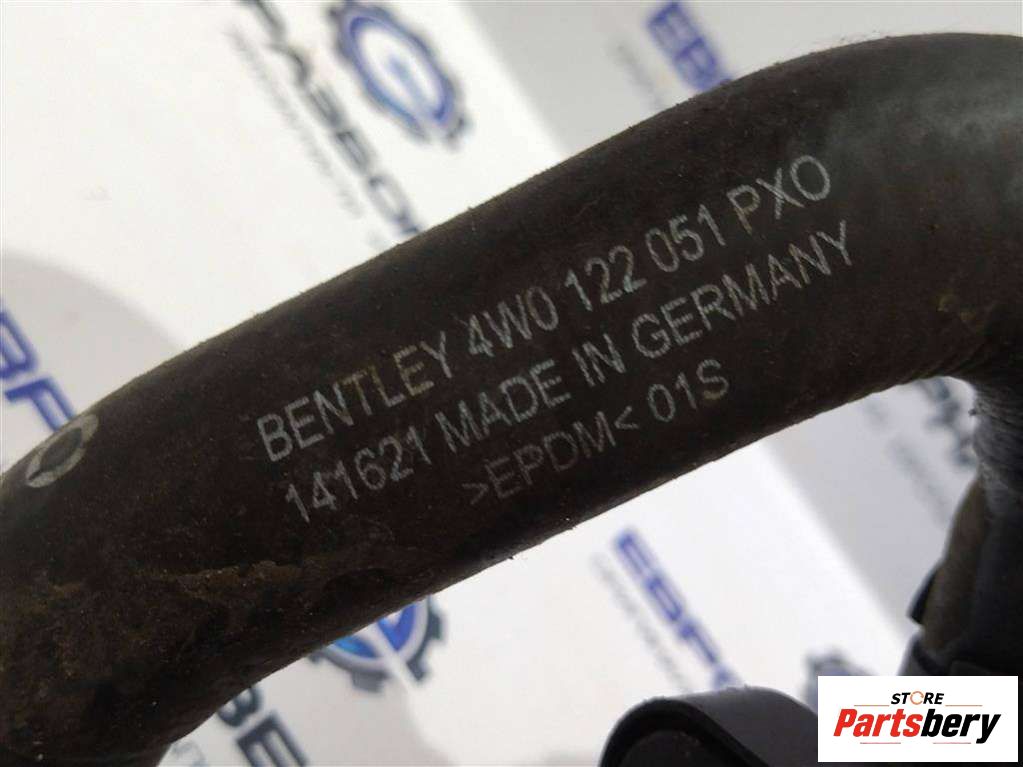 BENTLEY 4W0 122 051 PXO
141621 MADE IN GERMANY
>EPDM< 01S
STORE
Partsbery